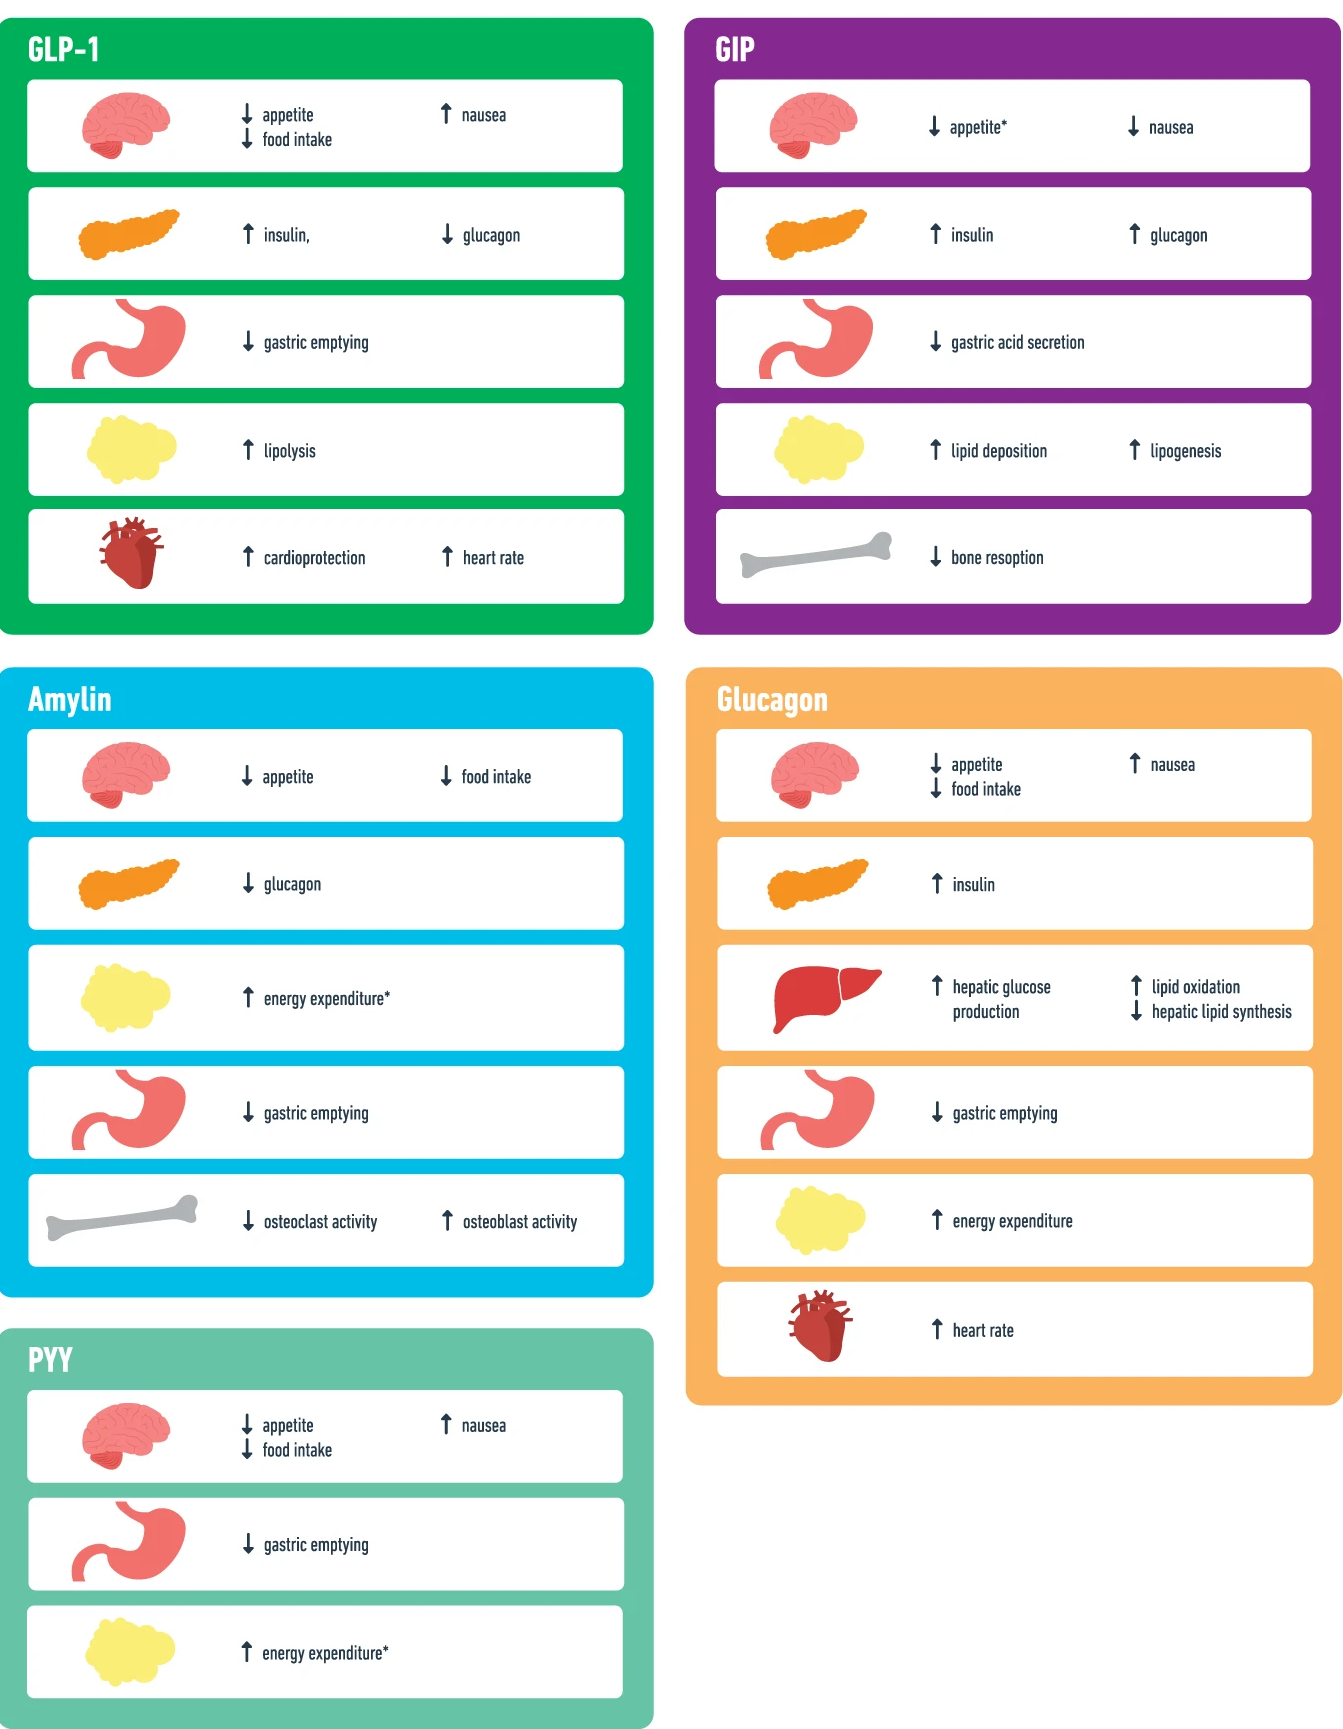 GLP-1
↓ appetite ↑ nausea
↓ food intake
↑ insulin, ↓ glucagon
↓ gastric emptying
↑ lipolysis
↑ cardioprotection ↑ heart rate
GIP
↓ appetite* ↓ nausea
↑ insulin ↑ glucagon
↓ gastric acid secretion
↑ lipid deposition ↑ lipogenesis
↓ bone resoption
Amylin
↓ appetite ↓ food intake
↓ glucagon
↑ energy expenditure*
↓ gastric emptying
↓ osteoclast activity ↑ osteoblast activity
Glucagon
↓ appetite ↑ nausea
↓ food intake
↑ insulin
↑ hepatic glucose ↑ lipid oxidation
production ↓ hepatic lipid synthesis
↓ gastric emptying
↑ energy expenditure
↑ heart rate
PYY
↓ appetite ↑ nausea
↓ food intake
↓ gastric emptying
↑ energy expenditure*